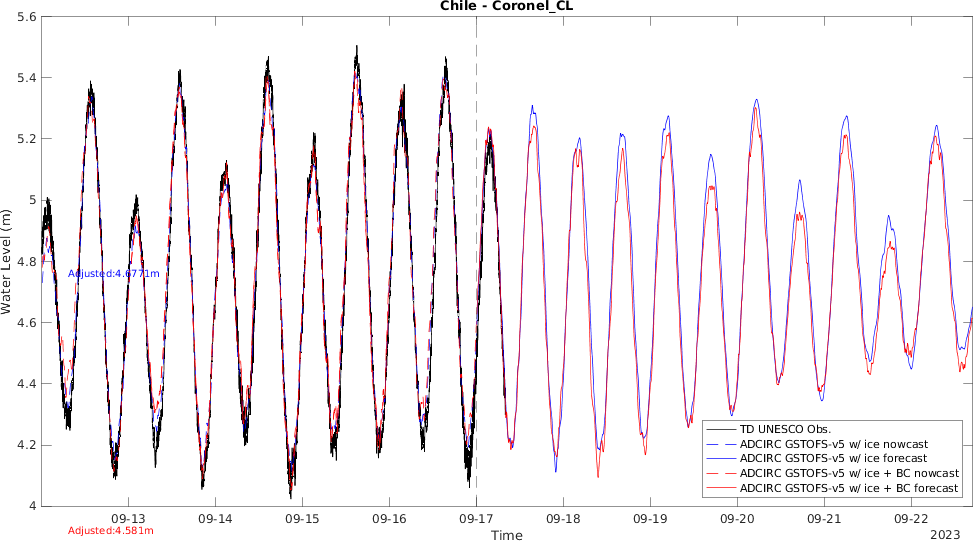 Chile - Coronel_CL
5.6
5.4
5.2
5
4.8
4.6
4.4
4.2
4
Water Level (m)
Adjusted:4.6771m
Adjusted:4.581m
TD UNESCO Obs.
ADCIRC GSTOFS-v5 w/ ice nowcast
ADCIRC GSTOFS-v5 w/ ice forecast
ADCIRC GSTOFS-v5 w/ ice + BC nowcast
ADCIRC GSTOFS-v5 w/ ice + BC forecast
09-13 09-14 09-15 09-16 09-17 09-18 09-19 09-20 09-21 09-22
Time
2023